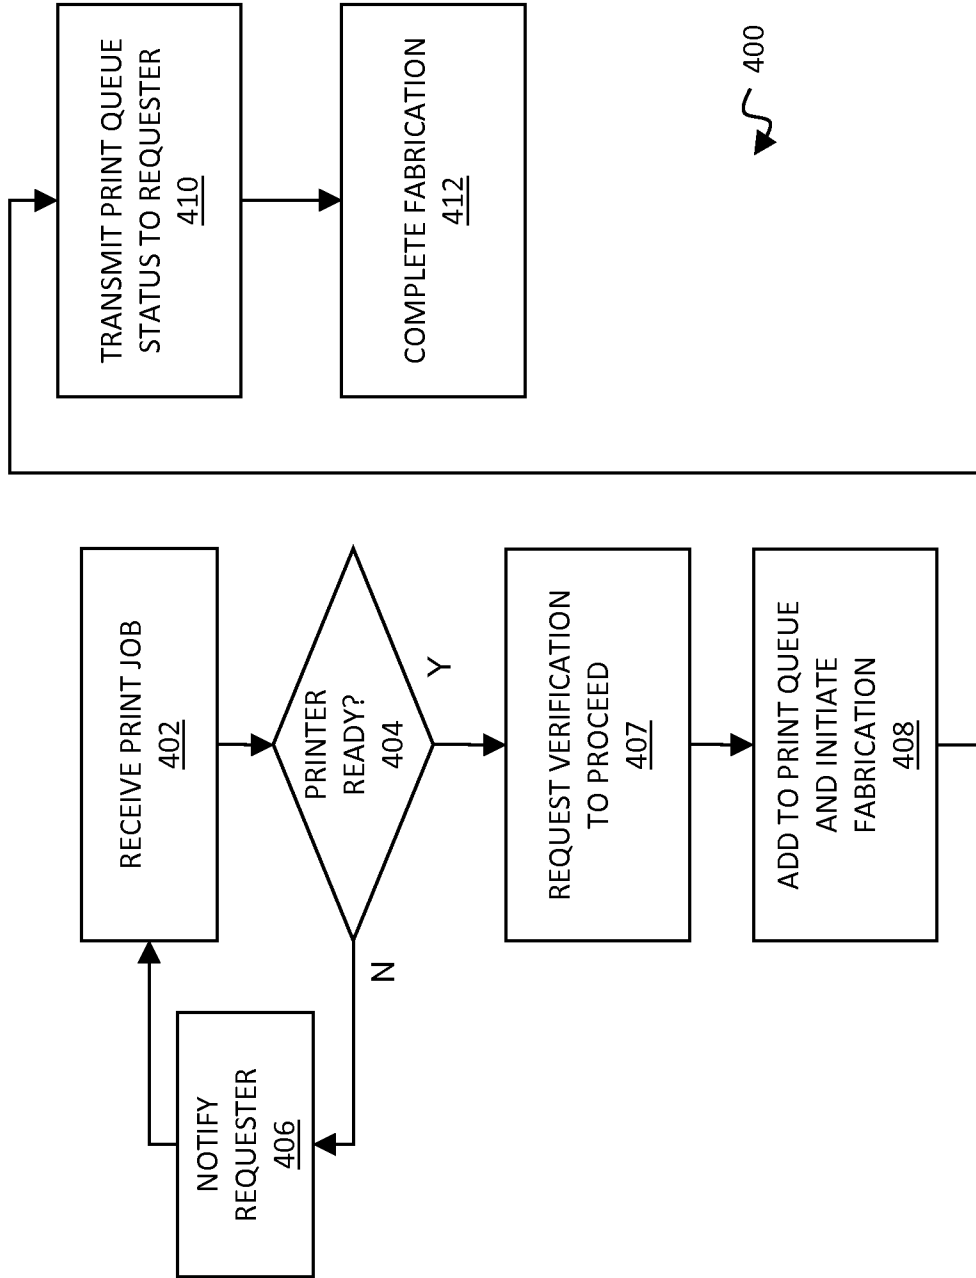 RECEIVE PRINT JOB
402
PRINTER
READY?
404
N
Y
NOTIFY
REQUESTER
406
REQUEST VERIFICATION
TO PROCEED
407
ADD TO PRINT QUEUE
AND INITIATE
FABRICATION
408
TRANSMIT PRINT QUEUE
STATUS TO REQUESTER
410
COMPLETE FABRICATION
412
400